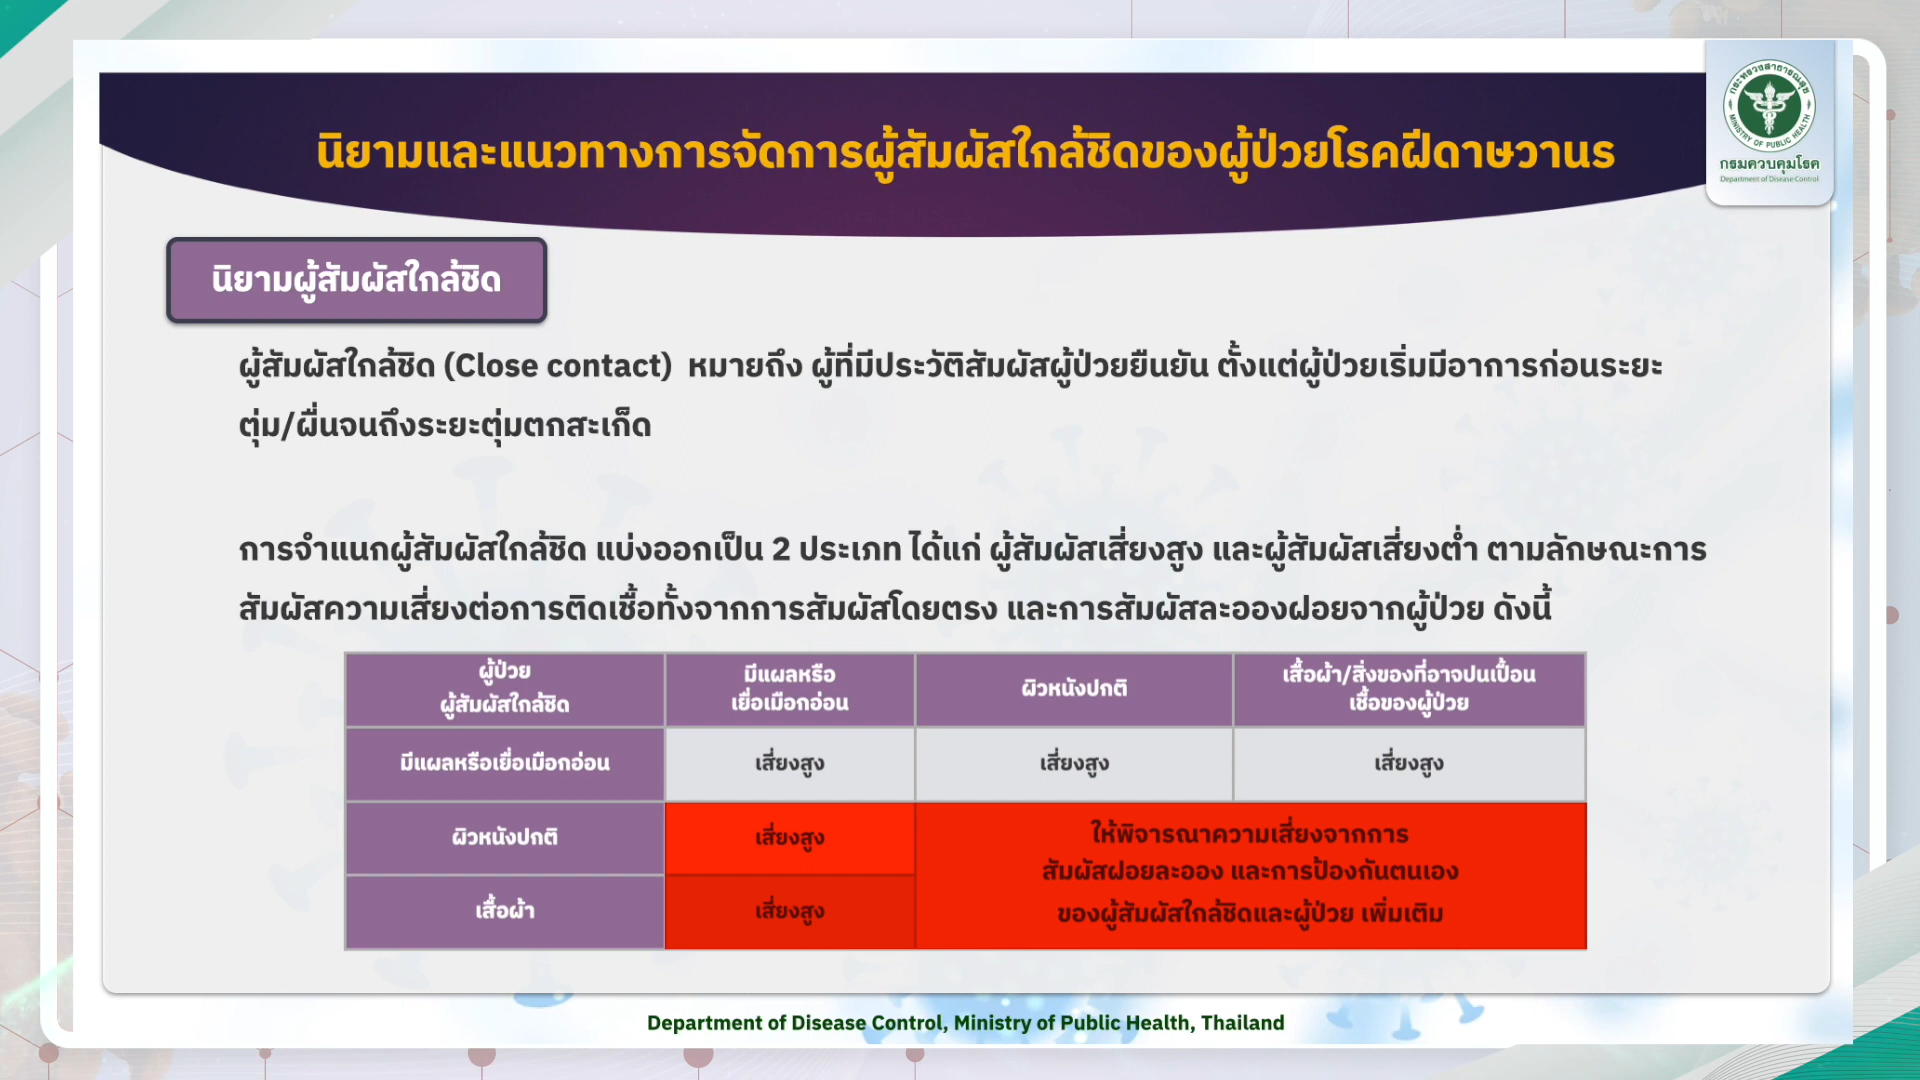 นิยามและแนวทางการจัดการผู้สัมผัสใกล้ชิดของผู้ป่วยโรคฝีดาษวานร
กระทรวงสาธารณสุข
MINISTRY OF PUBLIC HEALTH
กรมควบคุมโรค
Department of Disease Control
นิยามผู้สัมผัสใกล้ชิด
ผู้สัมผัสใกล้ชิด (Close contact) หมายถึง ผู้ที่มีประวัติสัมผัสผู้ป่วยยืนยัน ตั้งแต่ผู้ป่วยเริ่มมีอาการก่อนระยะ
ตุ่ม/ผื่นจนถึงระยะตุ่มตกสะเก็ด
การจำแนกผู้สัมผัสใกล้ชิด แบ่งออกเป็น 2 ประเภท ได้แก่ ผู้สัมผัสเสี่ยงสูง และผู้สัมผัสเสี่ยงต่ำ ตามลักษณะการ
สัมผัสความเสี่ยงต่อการติดเชื้อทั้งจากการสัมผัสโดยตรง และการสัมผัสละอองฝอยจากผู้ป่วย ดังนี้
ผู้ป่วย
ผู้สัมผัสใกล้ชิด
มีแผลหรือ
เยื่อเมือกอ่อน
ผิวหนังปกติ
เสื้อผ้า/สิ่งของที่อาจปนเปื้อน
เชื้อของผู้ป่วย
มีแผลหรือเยื่อเมือกอ่อน
เสี่ยงสูง
เสี่ยงสูง
เสี่ยงสูง
ผิวหนังปกติ
เสี่ยงสูง
ให้พิจารณาความเสี่ยงจากการ
สัมผัสฝอยละออง และการป้องกันตนเอง
ของผู้สัมผัสใกล้ชิดและผู้ป่วย เพิ่มเติม
เสื้อผ้า
เสี่ยงสูง
Department of Disease Control, Ministry of Public Health, Thailand